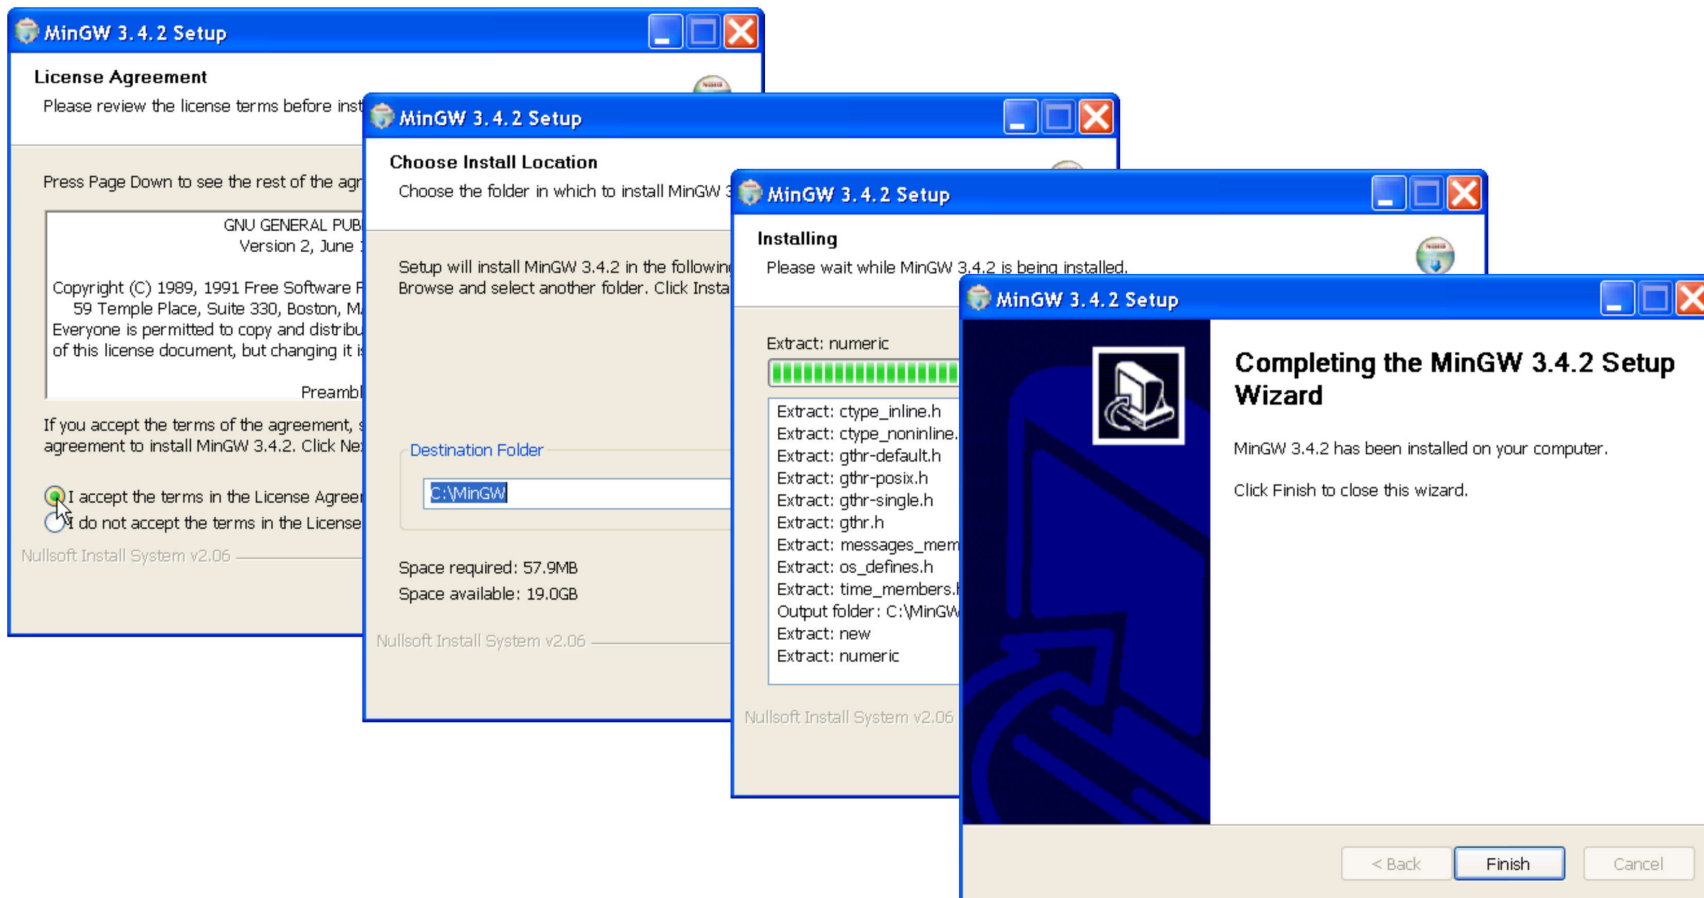 MinGW 3.4.2 Setup
License Agreement
Please review the license terms before inst
Press Page Down to see the rest of the agr
GNU GENERAL PUB
Version 2, June
Copyright (C) 1989, 1991 Free Software F
59 Temple Place, Suite 330, Boston, M
Everyone is permitted to copy and distribu
of this license document, but changing it is
Preambl
If you accept the terms of the agreement, s
agreement to install MinGW 3.4.2. Click Ne
I accept the terms in the License Agree
I do not accept the terms in the License
Nullsoft Install System v2.06
MinGW 3.4.2 Setup
Choose Install Location
Choose the folder in which to install MinGW 3
Setup will install MinGW 3.4.2 in the followin
Browse and select another folder. Click Insta
Destination Folder
C:\MinGW
Space required: 57.9MB
Space available: 19.0GB
Nullsoft Install System v2.06
MinGW 3.4.2 Setup
Installing
Please wait while MinGW 3.4.2 is being installed.
Extract: numeric
Extract: ctype_inline.h
Extract: ctype_noninline.
Extract: gthr-default.h
Extract: gthr-posix.h
Extract: gthr-single.h
Extract: gthr.h
Extract: messages_mem
Extract: os_defines.h
Extract: time_members.h
Output folder: C:\MinGW
Extract: new
Extract: numeric
Nullsoft Install System v2.06
MinGW 3.4.2 Setup
Completing the MinGW 3.4.2 Setup
Wizard
MinGW 3.4.2 has been installed on your computer.
Click Finish to close this wizard.
< Back Finish Cancel